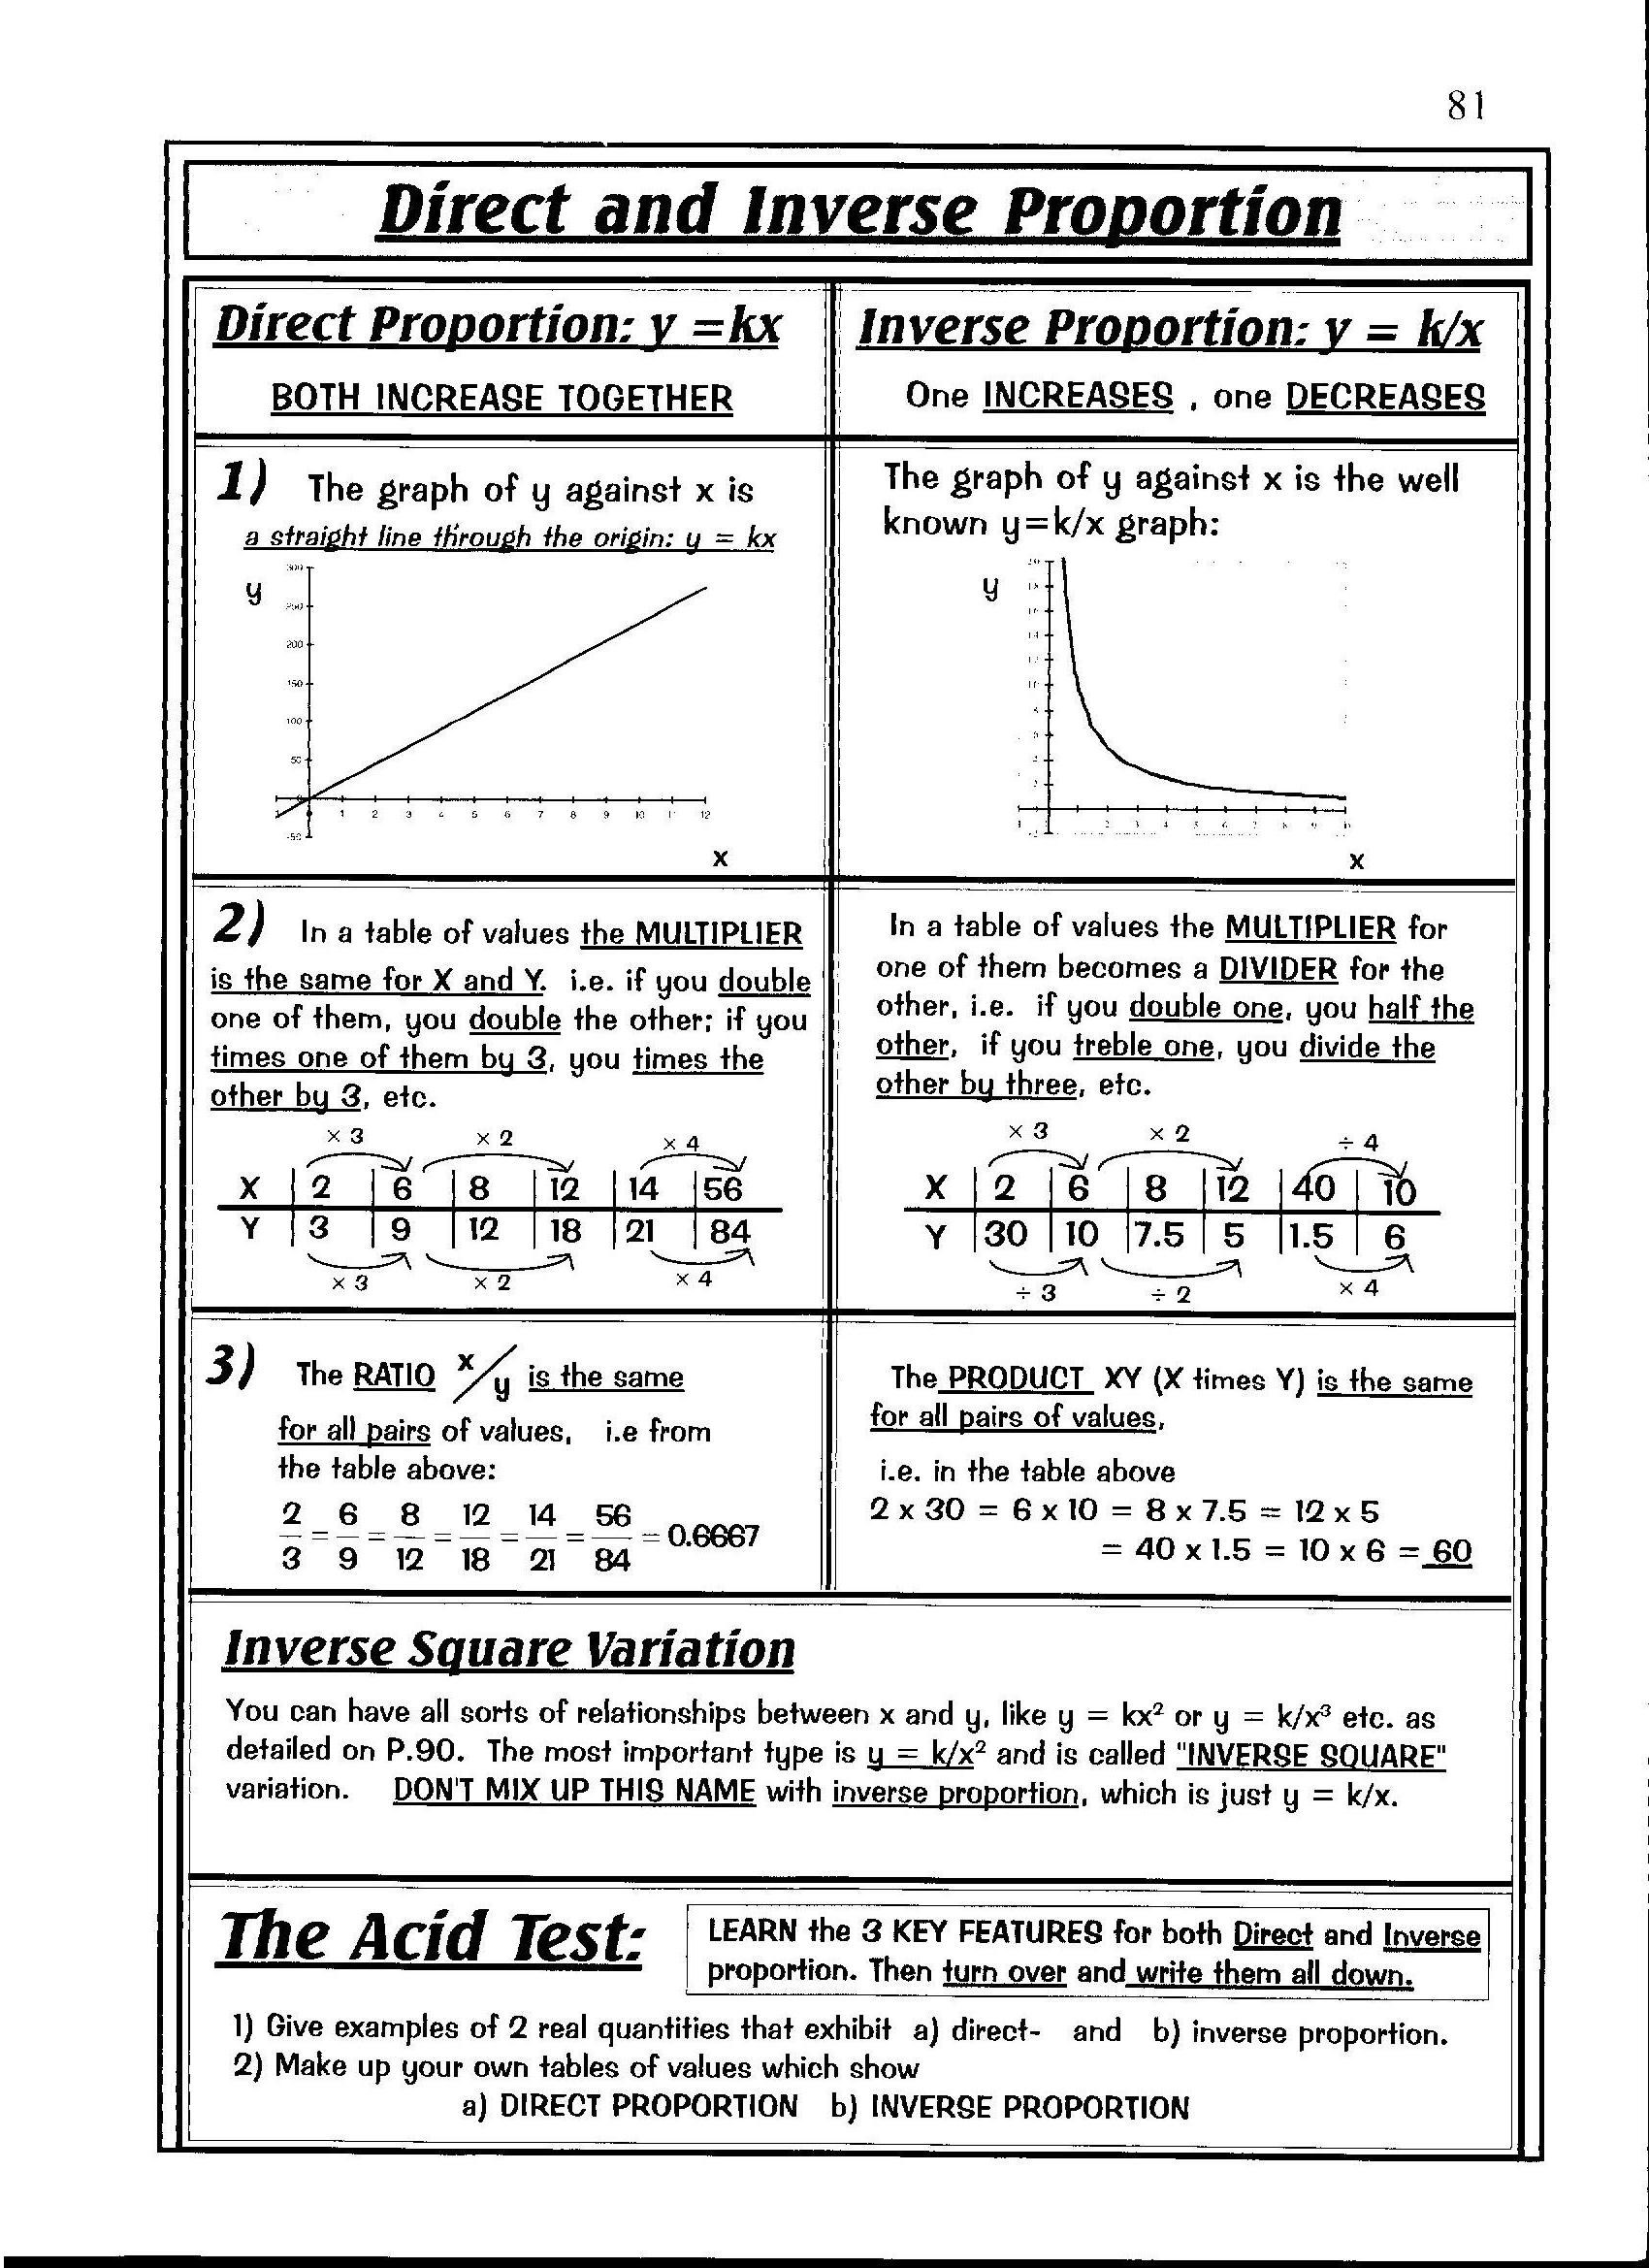 81
Direct and Inverse Proportion
Direct Proportion: y =kx
BOTH INCREASE TOGETHER
Inverse Proportion: y = k/x
One INCREASES , one DECREASES
1) The graph of y against x is
a straight line through the origin: y = kx
y
300
250
200
150
100
50
-50
1 2 3 4 5 6 7 8 9 10 11 12
x
The graph of y against x is the well
known y=k/x graph:
y
x
2) In a table of values the MULTIPLIER
is the same for X and Y. i.e. if you double
one of them, you double the other; if you
times one of them by 3, you times the
other by 3, etc.
× 3 × 2 × 4
X 2 6 8 12 14 56
Y 3 9 12 18 21 84
× 3 × 2 × 4
In a table of values the MULTIPLIER for
one of them becomes a DIVIDER for the
other, i.e. if you double one, you half the
other, if you treble one, you divide the
other by three, etc.
× 3 × 2 ÷ 4
X 2 6 8 12 40 10
Y 30 10 7.5 5 1.5 6
÷ 3 ÷ 2 × 4
3) The RATIO x/y is the same
for all pairs of values, i.e from
the table above:
2/3 = 6/9 = 8/12 = 12/18 = 14/21 = 56/84 = 0.6667
The PRODUCT XY (X times Y) is the same
for all pairs of values,
i.e. in the table above
2 x 30 = 6 x 10 = 8 x 7.5 = 12 x 5
= 40 x 1.5 = 10 x 6 = 60
Inverse Square Variation
You can have all sorts of relationships between x and y, like y = kx² or y = k/x³ etc. as
detailed on P.90. The most important type is y = k/x² and is called "INVERSE SQUARE"
variation. DON'T MIX UP THIS NAME with inverse proportion, which is just y = k/x.
The Acid Test:
LEARN the 3 KEY FEATURES for both Direct and Inverse
proportion. Then turn over and write them all down.
1) Give examples of 2 real quantities that exhibit a) direct- and b) inverse proportion.
2) Make up your own tables of values which show
a) DIRECT PROPORTION b) INVERSE PROPORTION